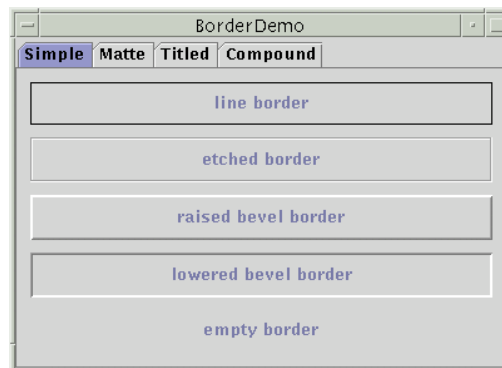 BorderDemo
Simple Matte Titled Compound
line border
etched border
raised bevel border
lowered bevel border
empty border